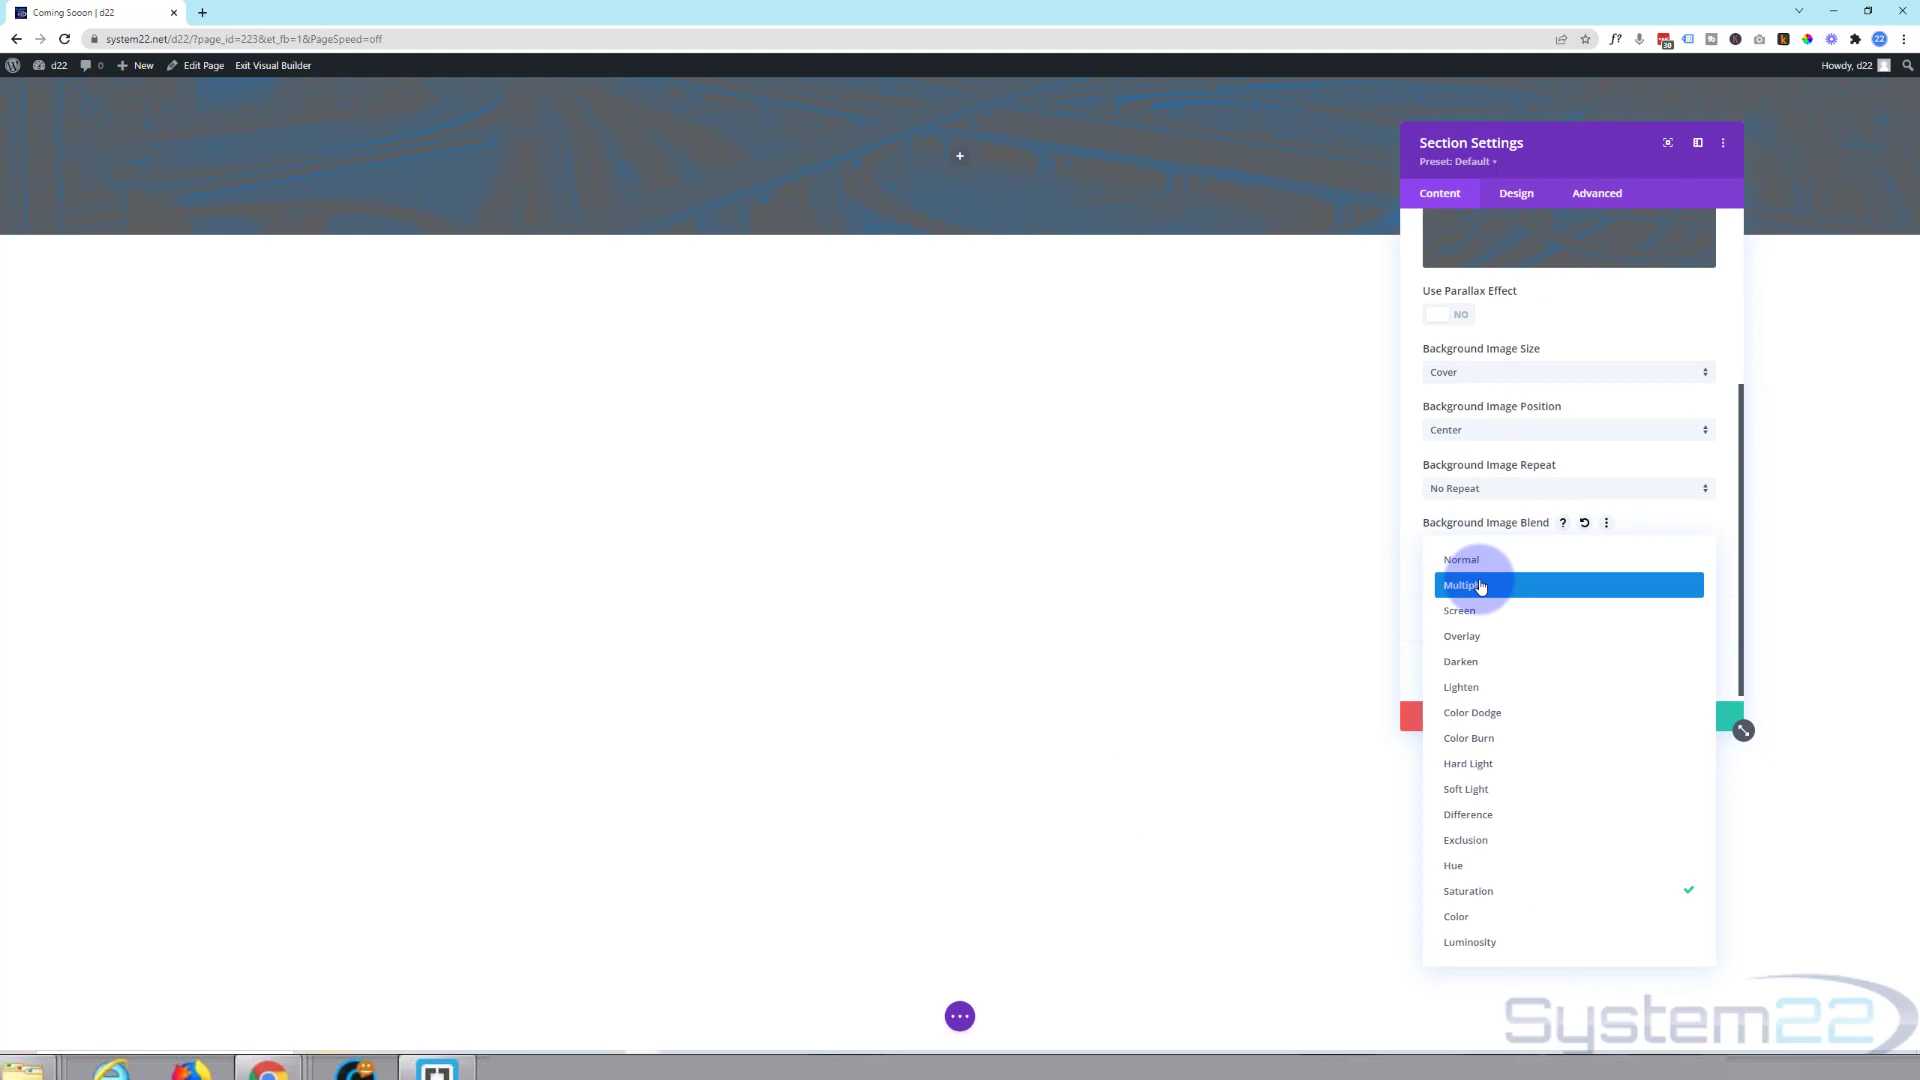 Coming Sooon | d22
system22.net/d22/?page_id=223&et_fb=1&PageSpeed=off
f?
30
22
d22 0 New Edit Page Exit Visual Builder
Howdy, d22
Section Settings
Preset: Default
Content Design Advanced
Use Parallax Effect
NO
Background Image Size
Cover
Background Image Position
Center
Background Image Repeat
No Repeat
Background Image Blend
Normal
Multiply
Screen
Overlay
Darken
Lighten
Color Dodge
Color Burn
Hard Light
Soft Light
Difference
Exclusion
Hue
Saturation
Color
Luminosity
System22